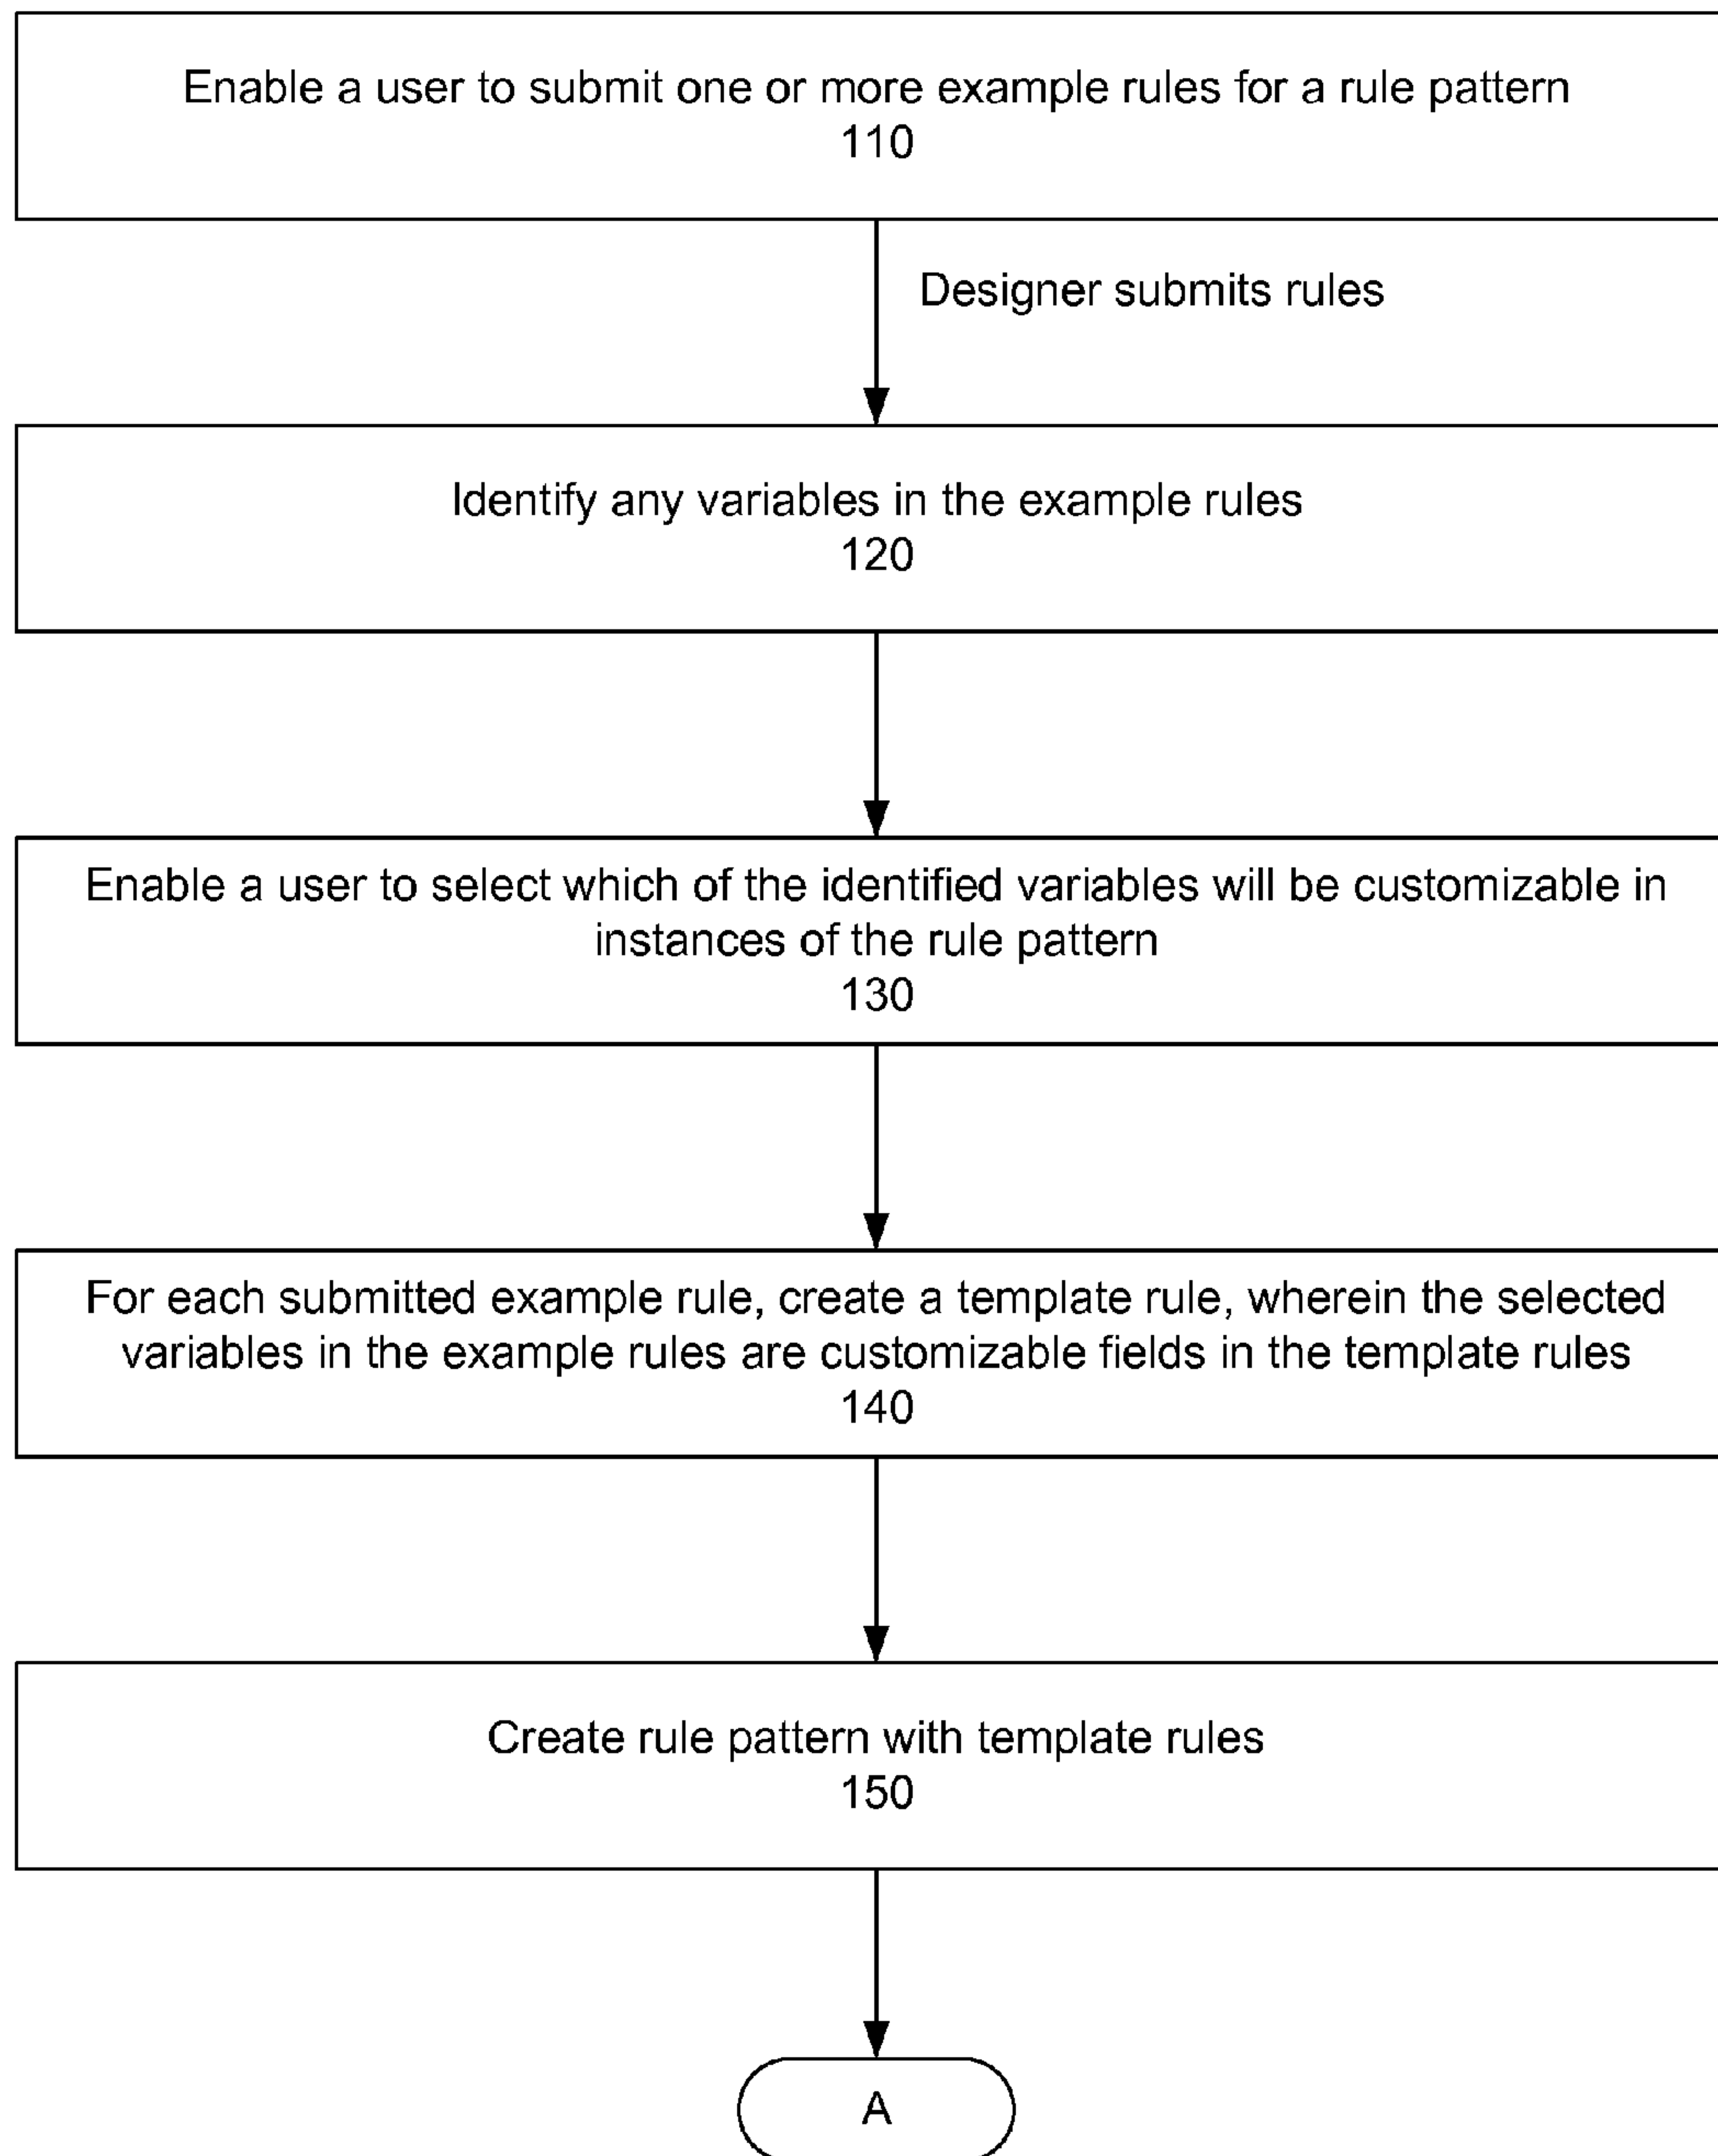 Enable a user to submit one or more example rules for a rule pattern
110
Designer submits rules
Identify any variables in the example rules
120
Enable a user to select which of the identified variables will be customizable in
instances of the rule pattern
130
For each submitted example rule, create a template rule, wherein the selected
variables in the example rules are customizable fields in the template rules
140
Create rule pattern with template rules
150
A